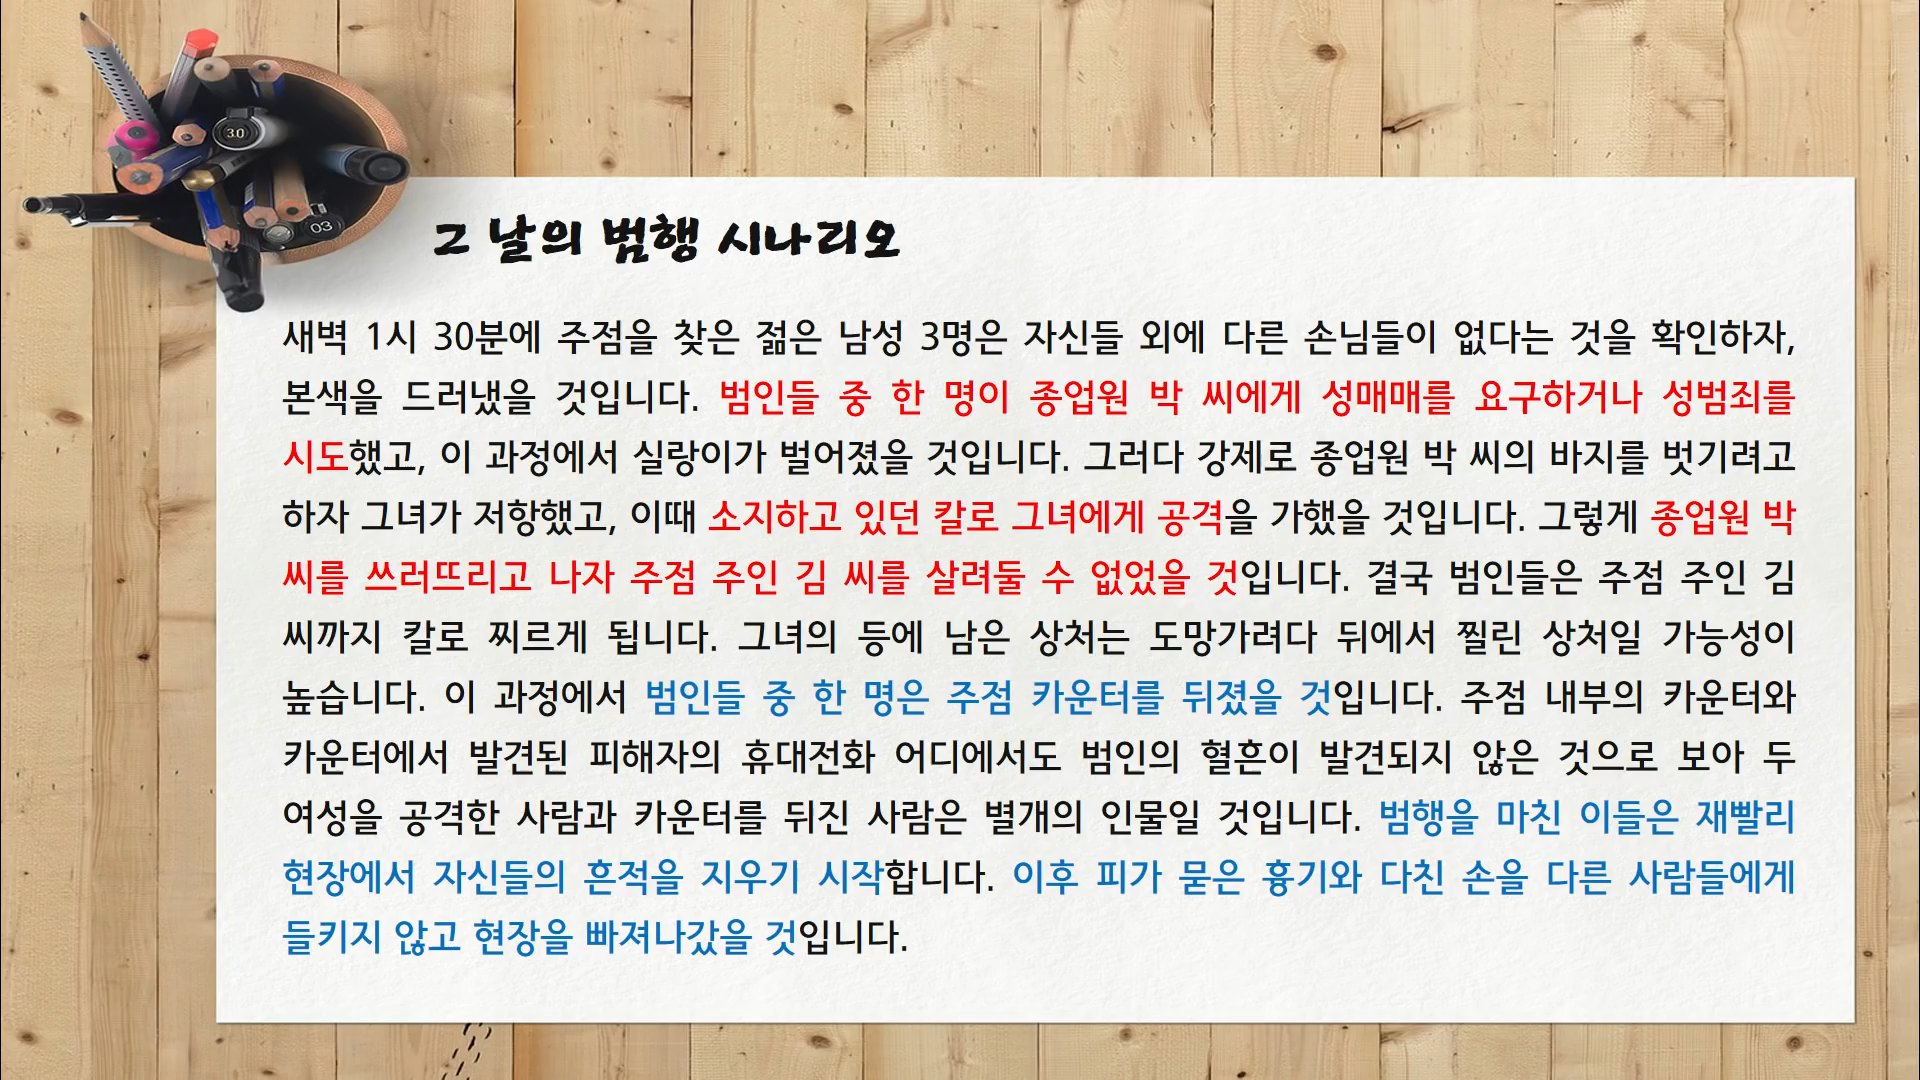 3.0
03
그 날의 범행 시나리오
새벽 1시 30분에 주점을 찾은 젊은 남성 3명은 자신들 외에 다른 손님들이 없다는 것을 확인하자,
본색을 드러냈을 것입니다. 범인들 중 한 명이 종업원 박 씨에게 성매매를 요구하거나 성범죄를
시도했고, 이 과정에서 실랑이가 벌어졌을 것입니다. 그러다 강제로 종업원 박 씨의 바지를 벗기려고
하자 그녀가 저항했고, 이때 소지하고 있던 칼로 그녀에게 공격을 가했을 것입니다. 그렇게 종업원 박
씨를 쓰러뜨리고 나자 주점 주인 김 씨를 살려둘 수 없었을 것입니다. 결국 범인들은 주점 주인 김
씨까지 칼로 찌르게 됩니다. 그녀의 등에 남은 상처는 도망가려다 뒤에서 찔린 상처일 가능성이
높습니다. 이 과정에서 범인들 중 한 명은 주점 카운터를 뒤졌을 것입니다. 주점 내부의 카운터와
카운터에서 발견된 피해자의 휴대전화 어디에서도 범인의 혈흔이 발견되지 않은 것으로 보아 두
여성을 공격한 사람과 카운터를 뒤진 사람은 별개의 인물일 것입니다. 범행을 마친 이들은 재빨리
현장에서 자신들의 흔적을 지우기 시작합니다. 이후 피가 묻은 흉기와 다친 손을 다른 사람들에게
들키지 않고 현장을 빠져나갔을 것입니다.